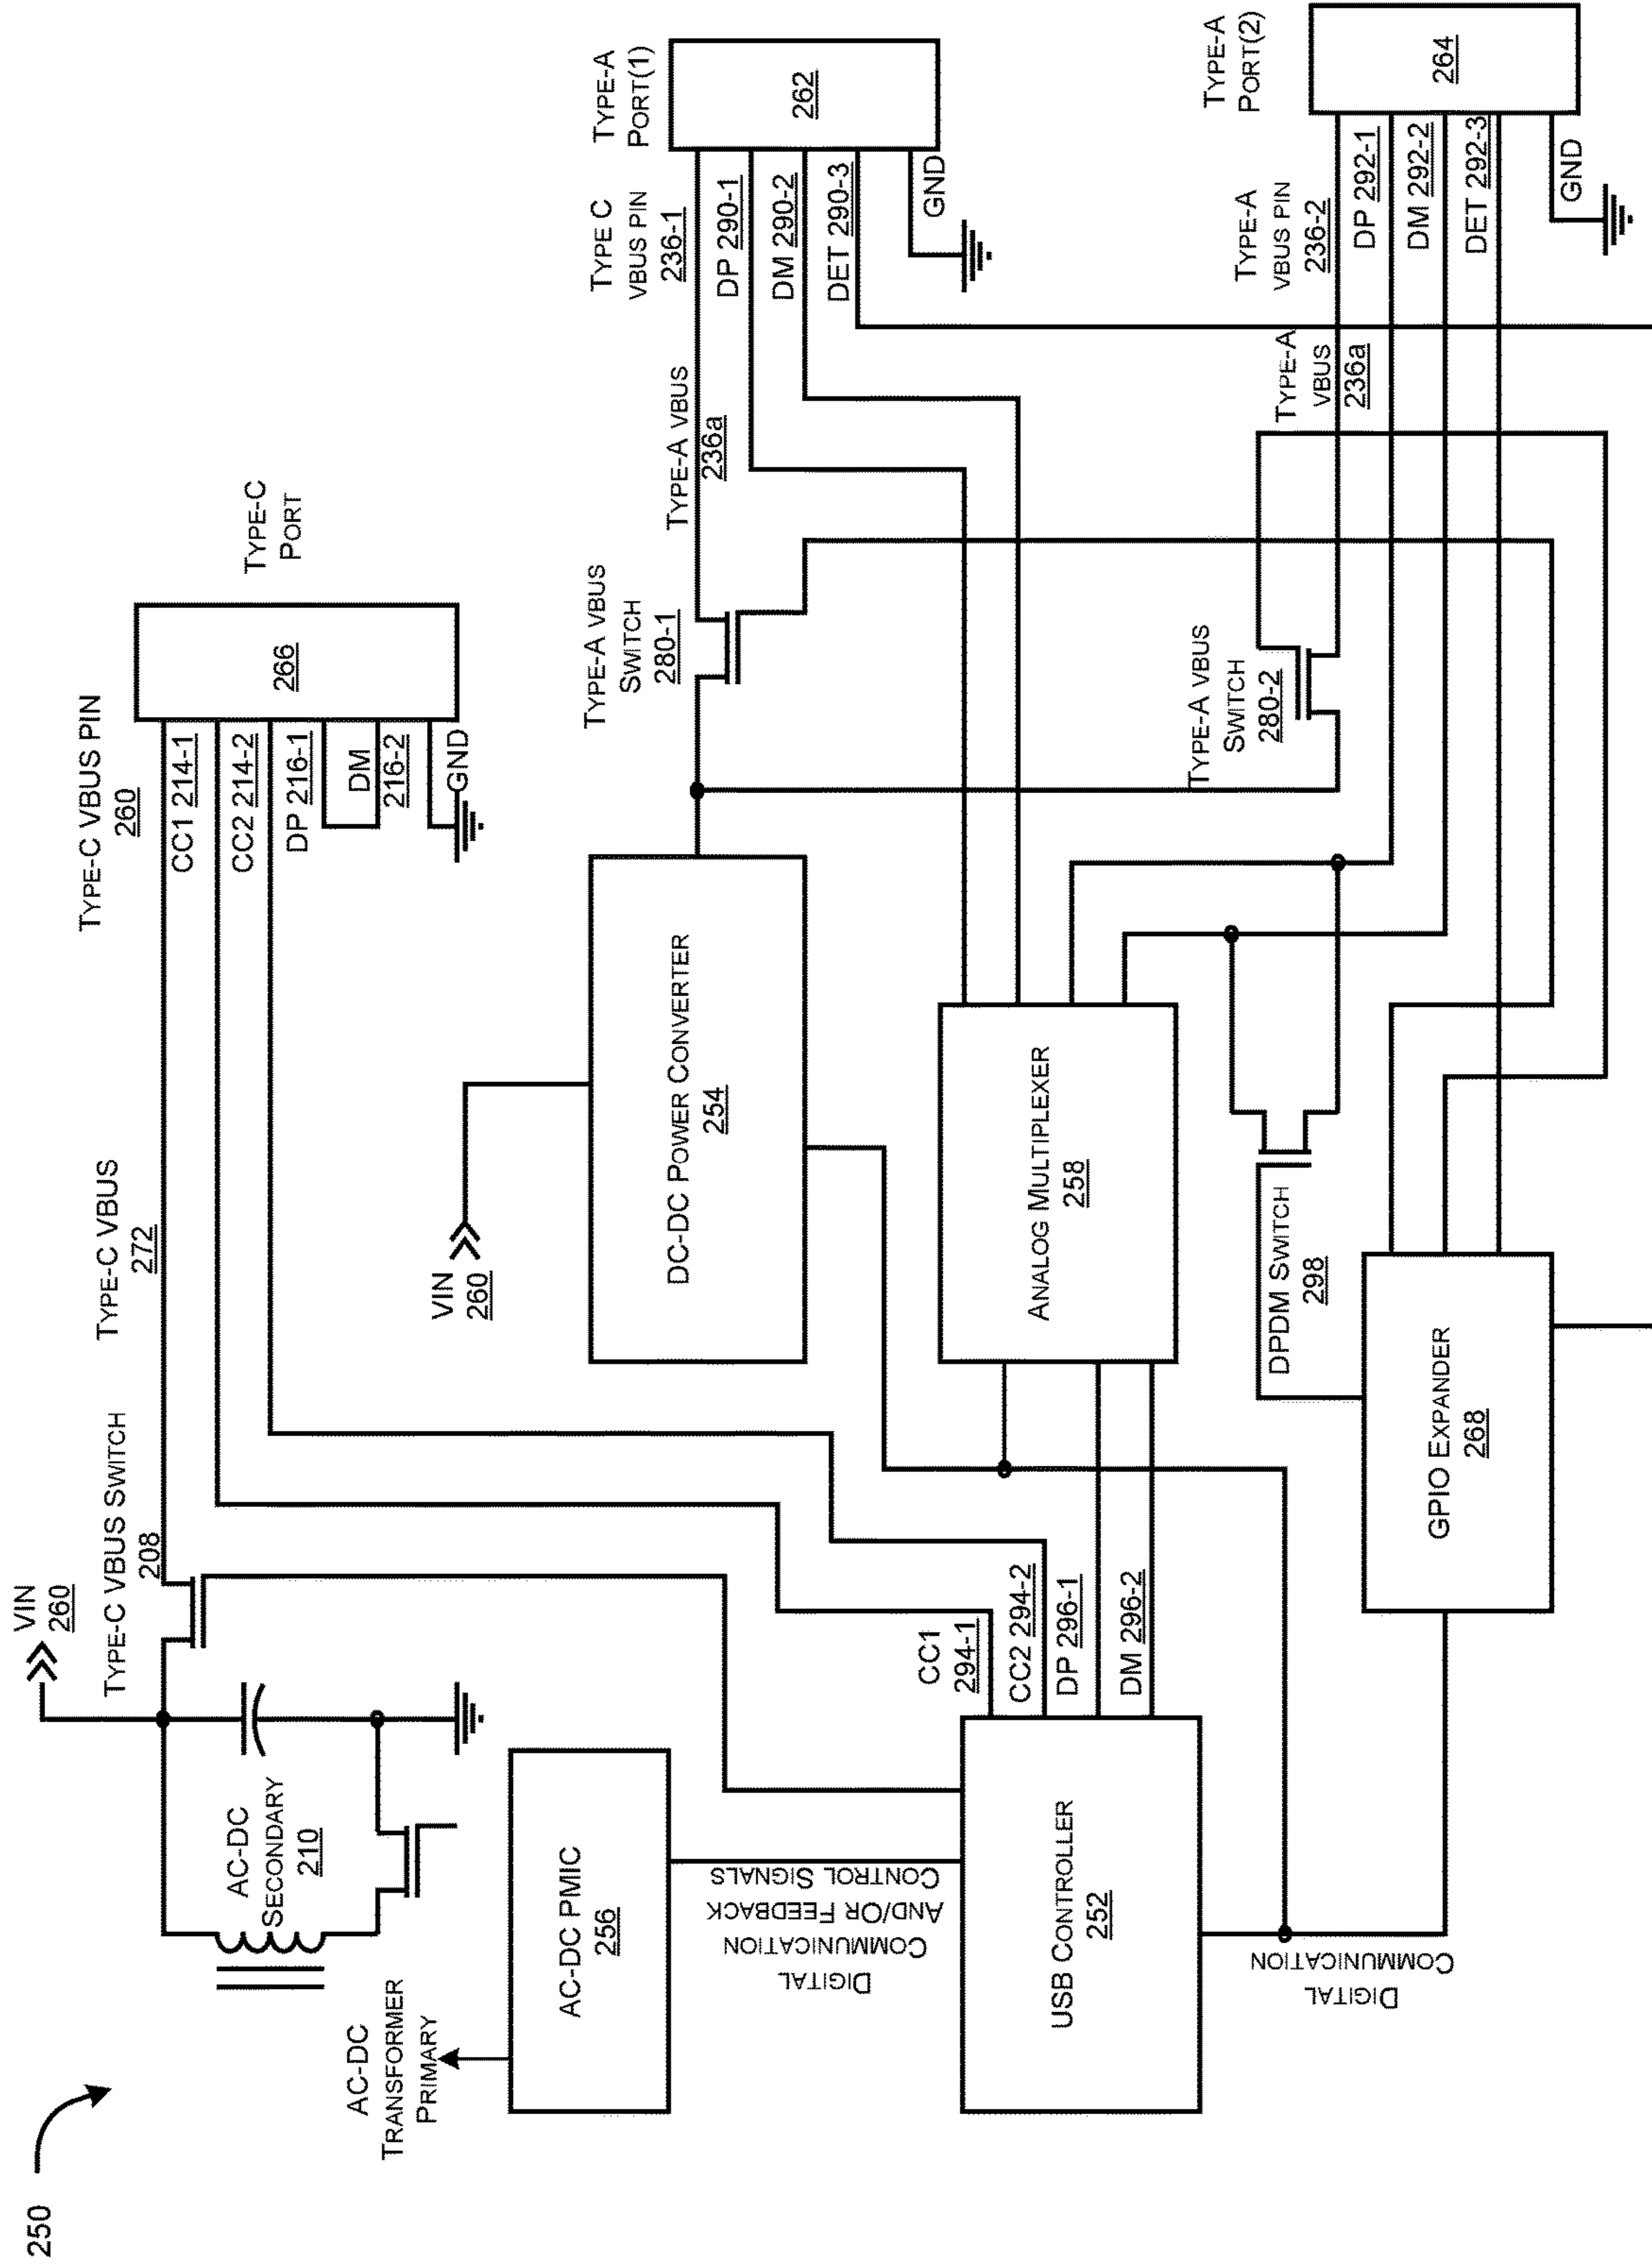 250
VIN
260
TYPE-C VBUS SWITCH
208
TYPE-C VBUS
272
TYPE-C VBUS PIN
260
CC1 214-1
CC2 214-2
DP 216-1
DM
216-2
GND
266
TYPE-C
PORT
AC-DC
SECONDARY
210
AC-DC
TRANSFORMER
PRIMARY
AC-DC PMIC
256
DIGITAL
COMMUNICATION
AND/OR FEEDBACK
CONTROL SIGNALS
VIN
260
DC-DC POWER CONVERTER
254
TYPE-A VBUS
SWITCH
280-1
TYPE-A VBUS
236a
TYPE C
VBUS PIN
236-1
DP 290-1
DM 290-2
DET 290-3
GND
TYPE-A
PORT(1)
262
USB CONTROLLER
252
CC1
294-1
CC2 294-2
DP 296-1
DM 296-2
ANALOG MULTIPLEXER
258
TYPE-A VBUS
SWITCH
280-2
TYPE-A
VBUS
236a
TYPE-A
VBUS PIN
236-2
DP 292-1
DM 292-2
DET 292-3
GND
TYPE-A
PORT(2)
264
DIGITAL
COMMUNICATION
DPDM SWITCH
298
GPIO EXPANDER
268